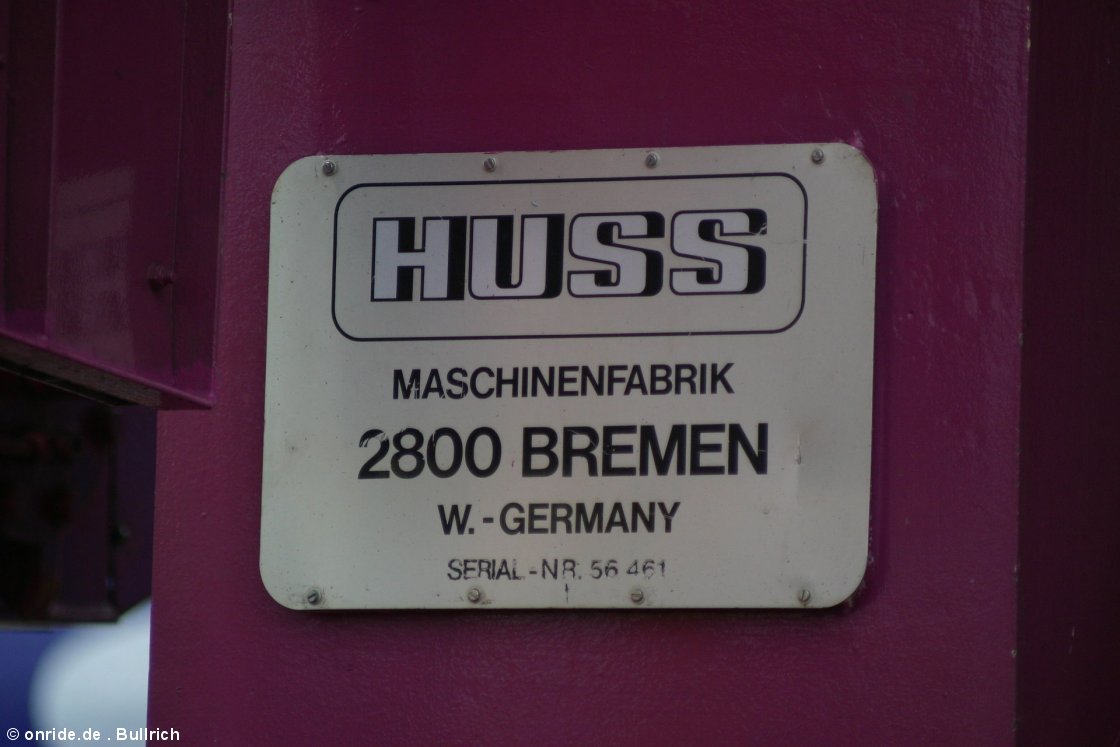 HUSS
MASCHINENFABRIK
2800 BREMEN
W.-GERMANY
SERIAL-NR. 56 461
© onride.de . Bullrich